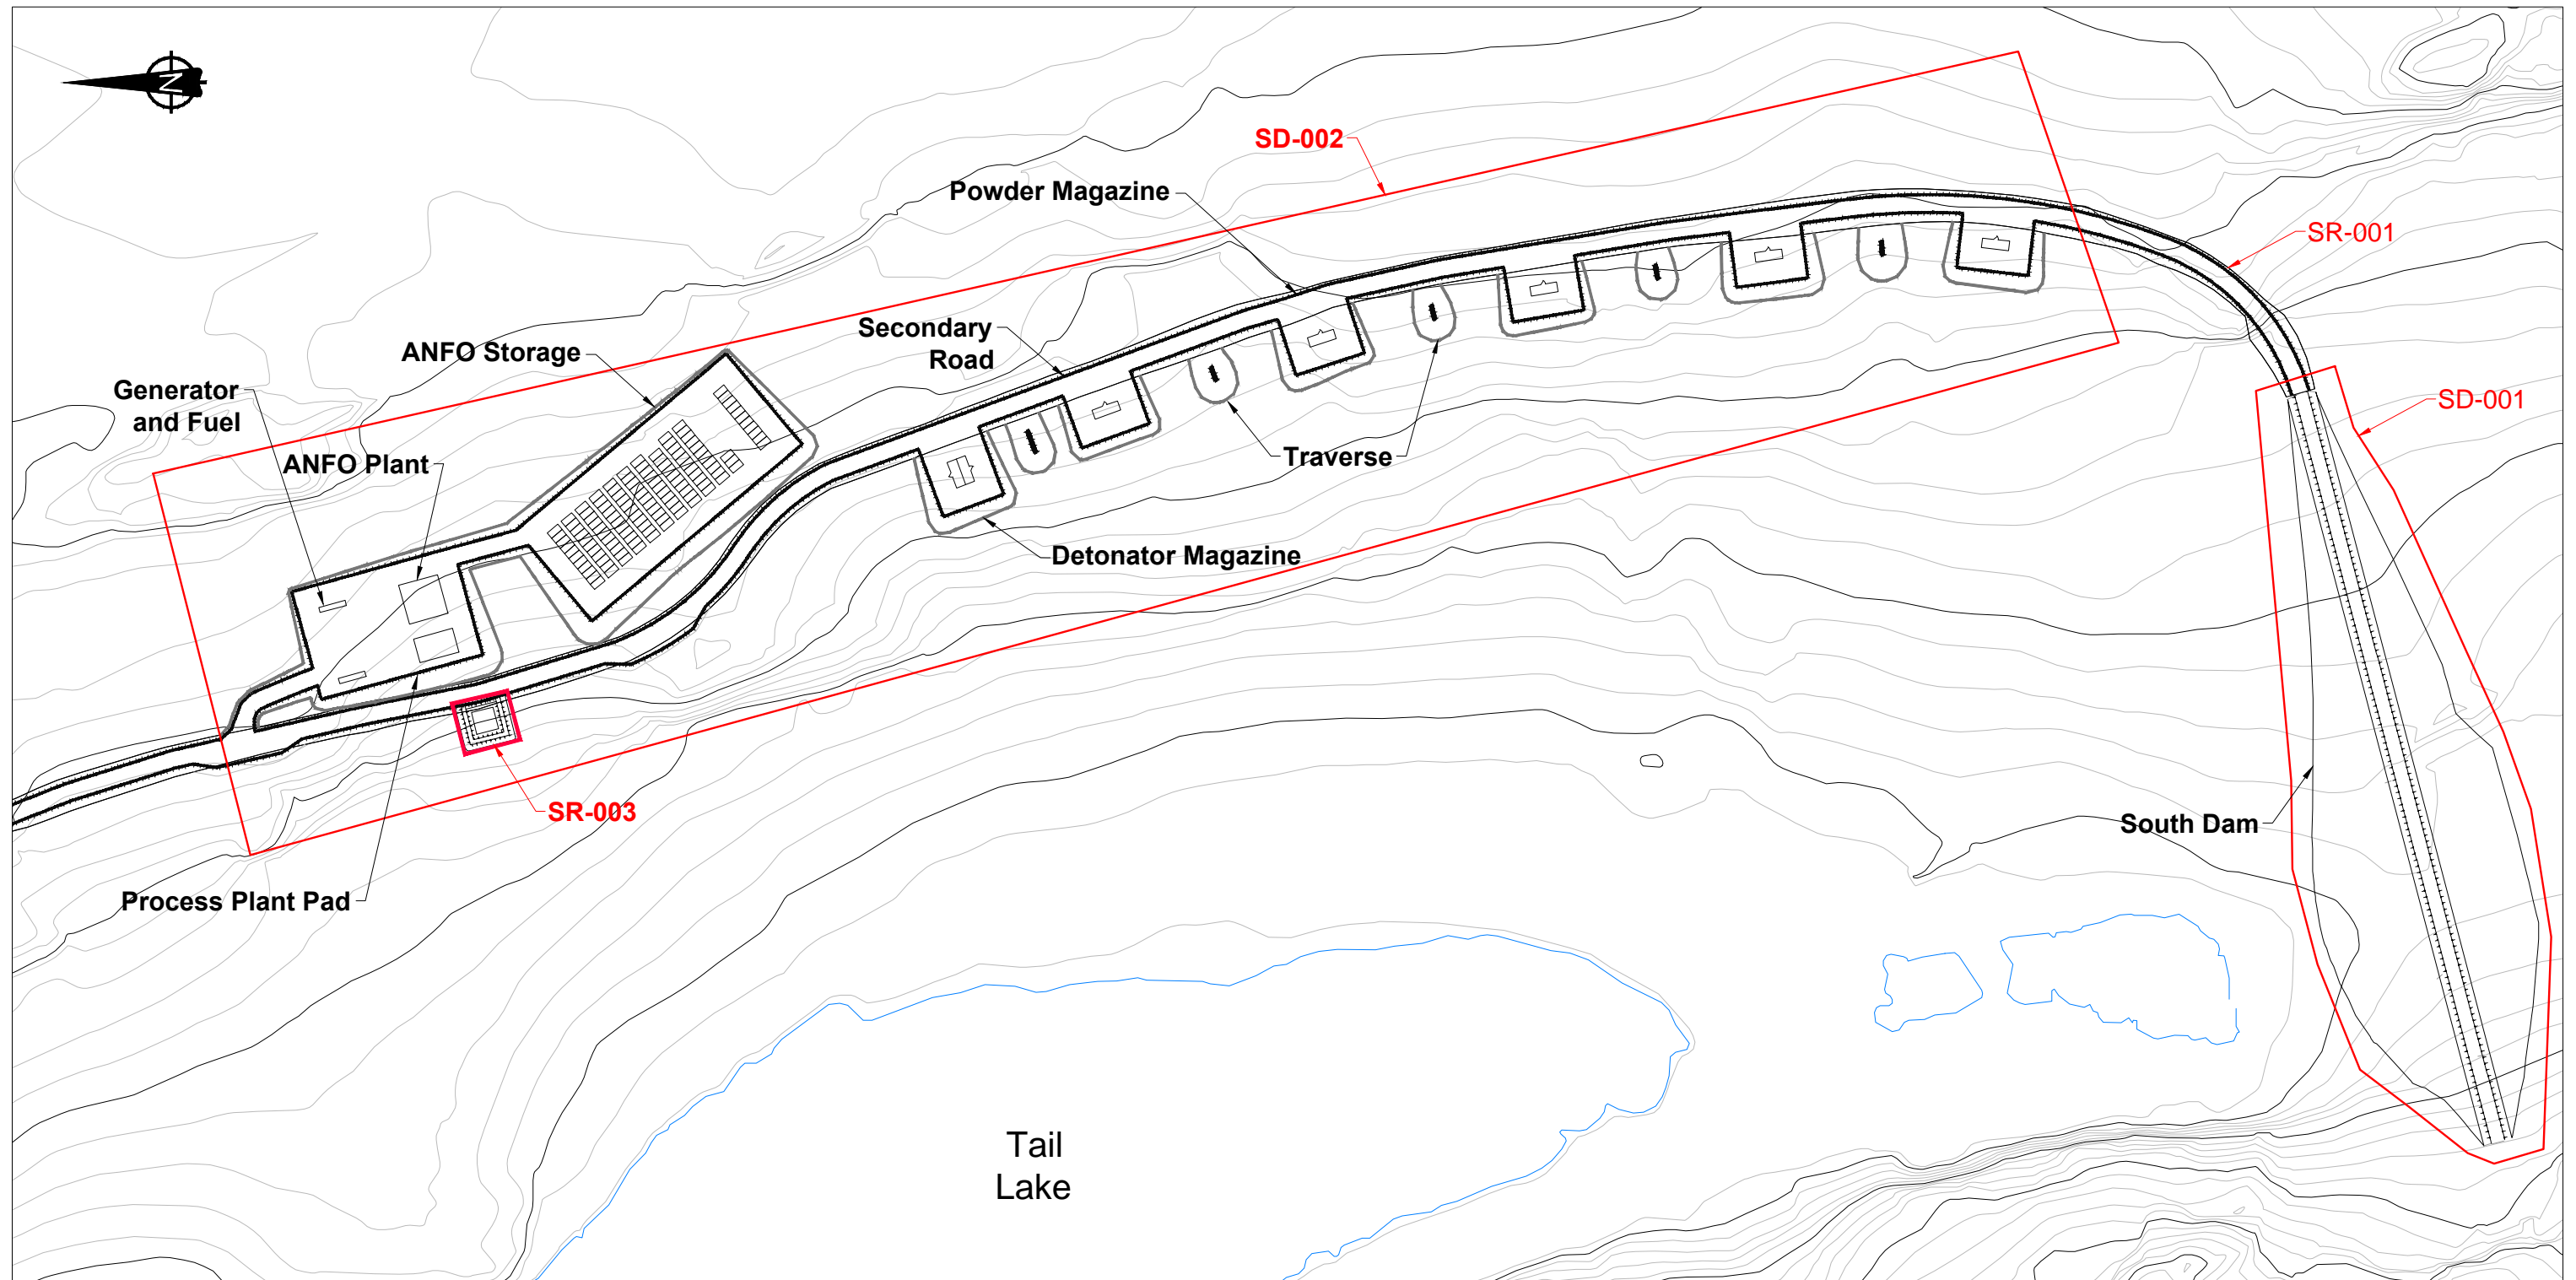 N
SD-002
Powder Magazine
SR-001
Secondary
Road
ANFO Storage
Generator
and Fuel
SD-001
ANFO Plant
Traverse
Detonator Magazine
SR-003
South Dam
Process Plant Pad
Tail
Lake